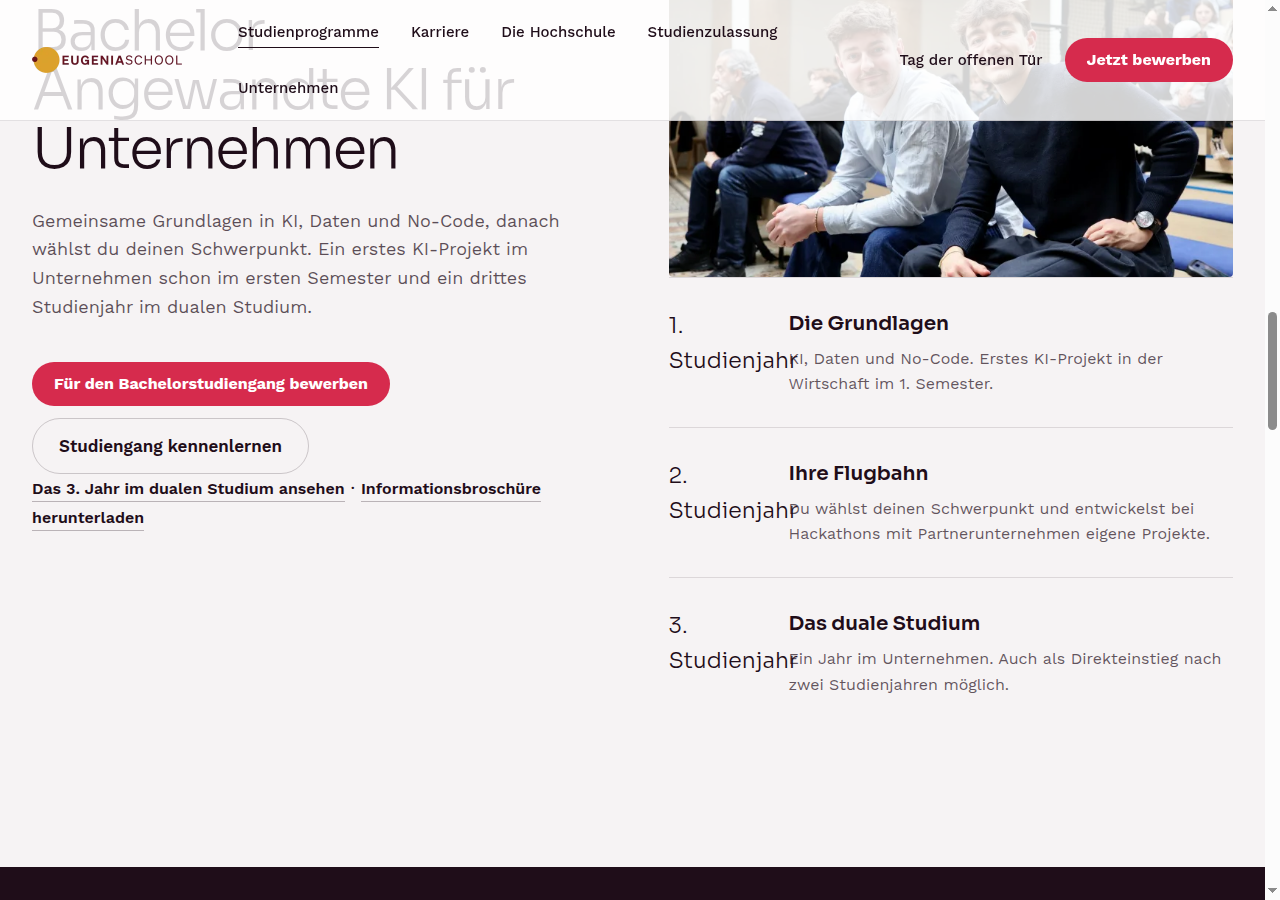 Bachelor
Angewandte KI für
Unternehmen
EUGENIASCHOOL
Studienprogramme
Karriere
Die Hochschule
Studienzulassung
Unternehmen
Tag der offenen Tür
Jetzt bewerben
Gemeinsame Grundlagen in KI, Daten und No-Code, danach
wählst du deinen Schwerpunkt. Ein erstes KI-Projekt im
Unternehmen schon im ersten Semester und ein drittes
Studienjahr im dualen Studium.
Für den Bachelorstudiengang bewerben
Studiengang kennenlernen
Das 3. Jahr im dualen Studium ansehen · Informationsbroschüre
herunterladen
1.
Studienjahr
Die Grundlagen
KI, Daten und No-Code. Erstes KI-Projekt in der
Wirtschaft im 1. Semester.
2.
Studienjahr
Ihre Flugbahn
Du wählst deinen Schwerpunkt und entwickelst bei
Hackathons mit Partnerunternehmen eigene Projekte.
3.
Studienjahr
Das duale Studium
Ein Jahr im Unternehmen. Auch als Direkteinstieg nach
zwei Studienjahren möglich.